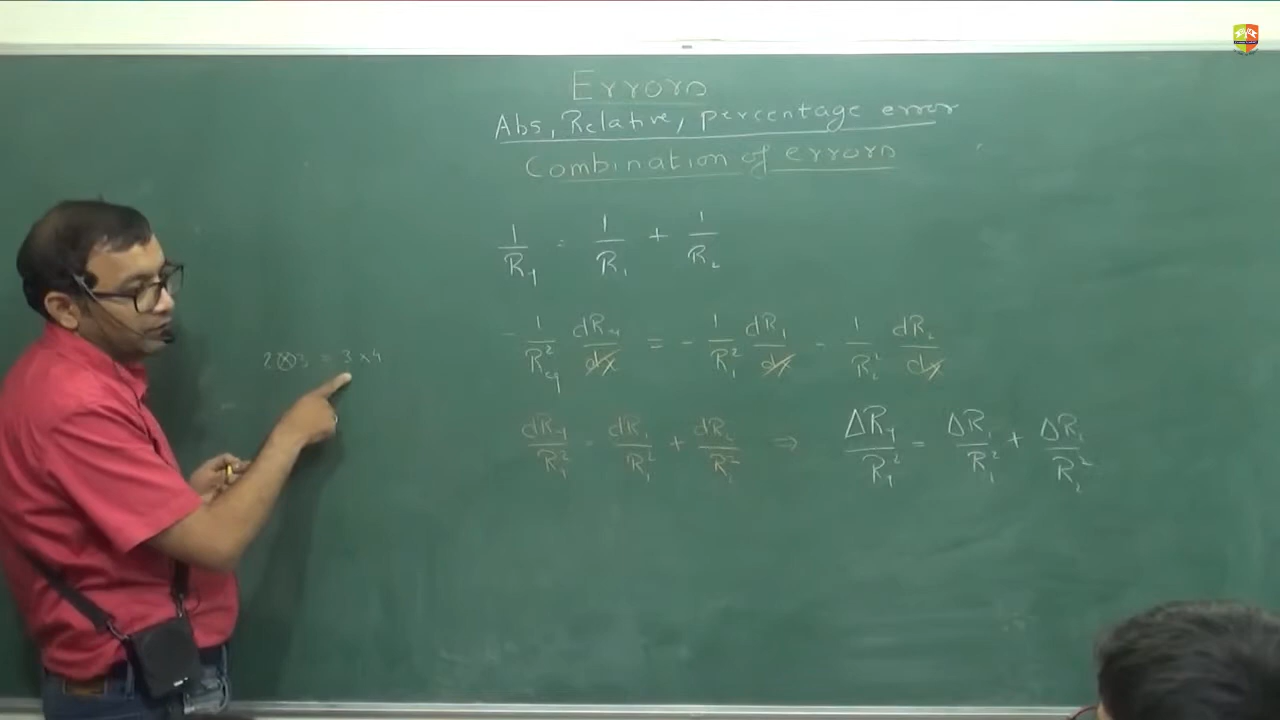 Errors
Abs, Relative, percentage error
Combination of errors
1/R_eq = 1/R₁ + 1/R₂
- 1/R²_eq dR_eq/dx = - 1/R₁² dR₁/dx - 1/R₂² dR₂/dx
2⊗3 = 3×4
dR_eq/R²_eq = dR₁/R₁² + dR₂/R₂² ⇒ ΔR_eq/R²_eq = ΔR₁/R₁² + ΔR₂/R₂²